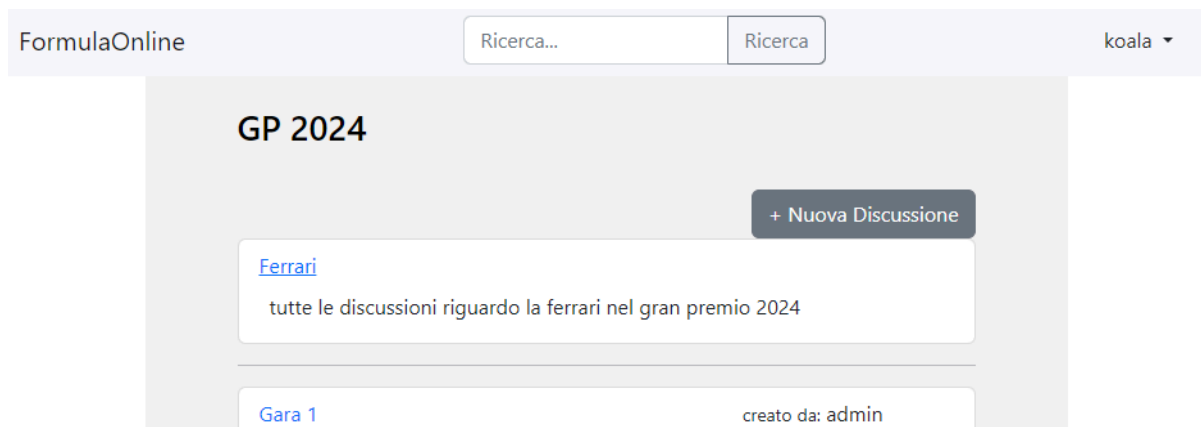 FormulaOnline Ricerca... Ricerca koala
GP 2024
+ Nuova Discussione
Ferrari
tutte le discussioni riguardo la ferrari nel gran premio 2024
Gara 1 creato da: admin